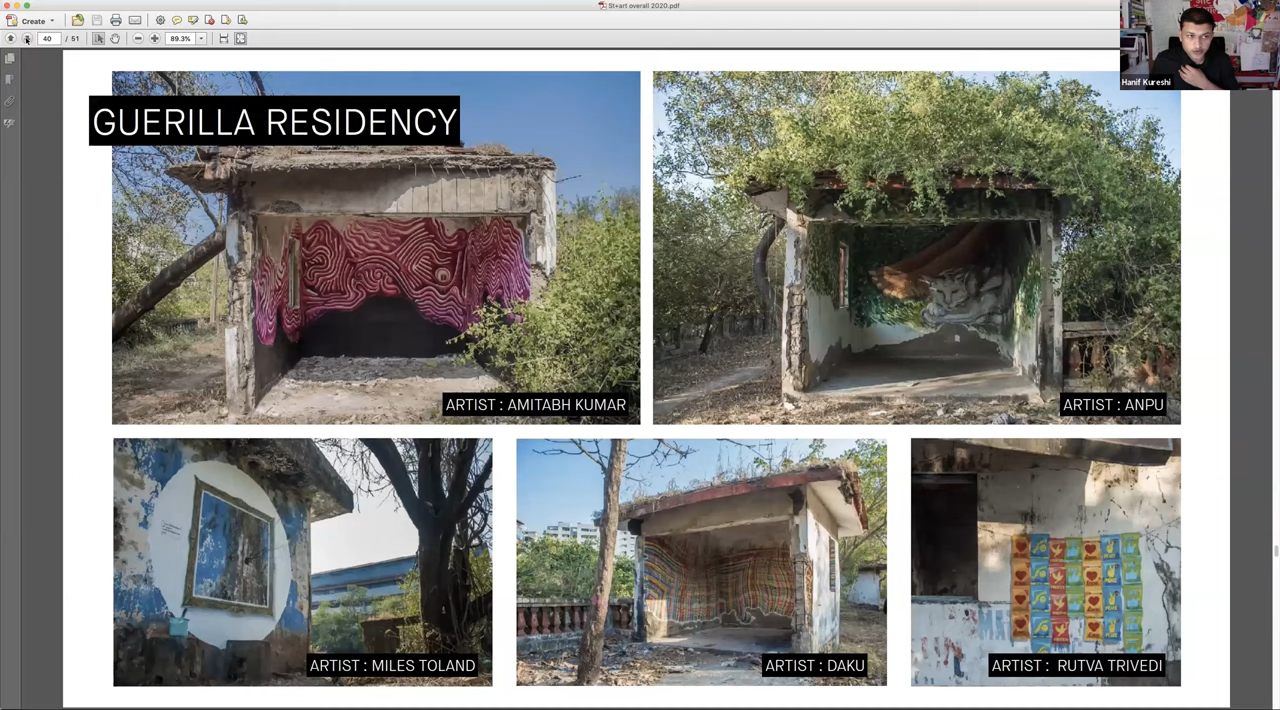 St+art overall 2020.pdf
Create
40 / 51
89.3%
Hanif Kureshi
GUERILLA RESIDENCY
ARTIST : AMITABH KUMAR
ARTIST : ANPU
ARTIST : MILES TOLAND
ARTIST : DAKU
ARTIST : RUTVA TRIVEDI